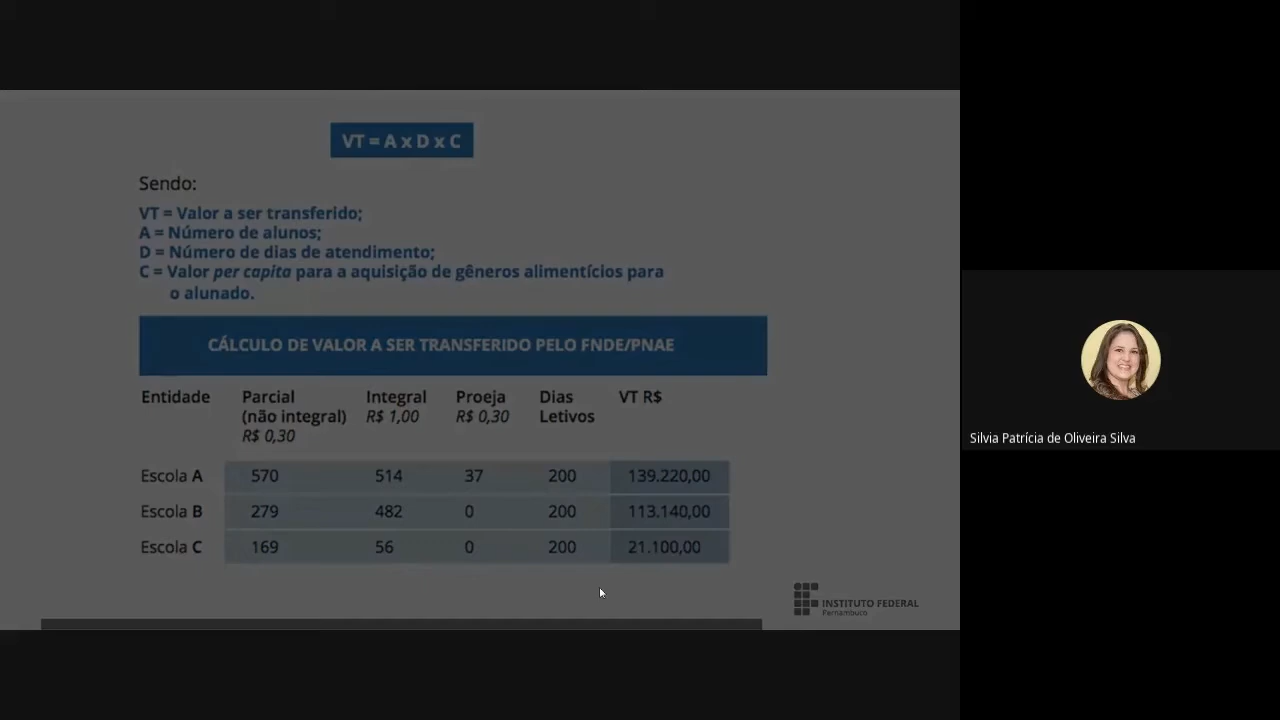 VT = A x D x C
Sendo:
VT = Valor a ser transferido;
A = Número de alunos;
D = Número de dias de atendimento;
C = Valor per capita para a aquisição de gêneros alimentícios para
o alunado.
CÁLCULO DE VALOR A SER TRANSFERIDO PELO FNDE/PNAE
Entidade Parcial (não integral) R$ 0,30 Integral R$ 1,00 Proeja R$ 0,30 Dias Letivos VT R$
Escola A 570 514 37 200 139.220,00
Escola B 279 482 0 200 113.140,00
Escola C 169 56 0 200 21.100,00
INSTITUTO FEDERAL
Pernambuco
Silvia Patrícia de Oliveira Silva